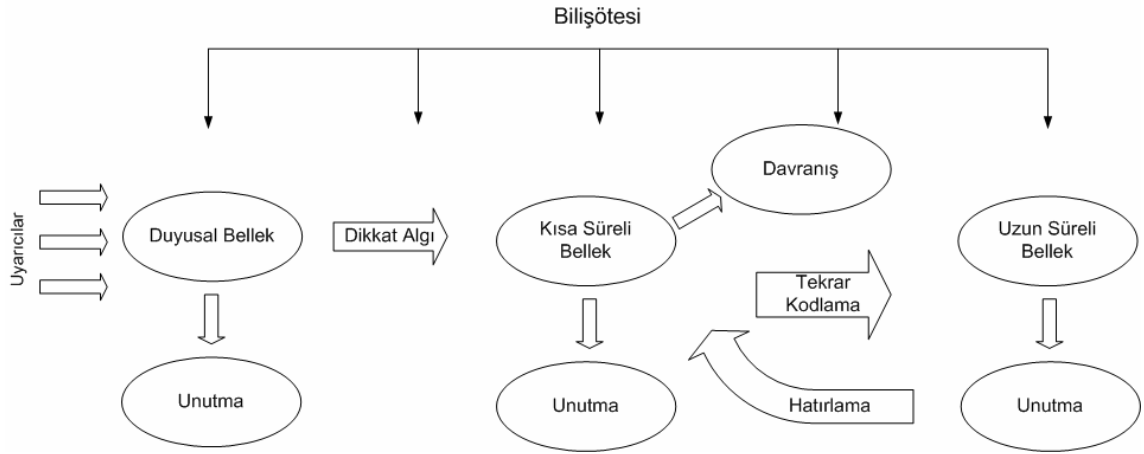 Bilişötesi
Uyarıcılar
Duyusal Bellek
Dikkat Algı
Kısa Süreli
Bellek
Davranış
Tekrar
Kodlama
Uzun Süreli
Bellek
Unutma
Unutma
Hatırlama
Unutma